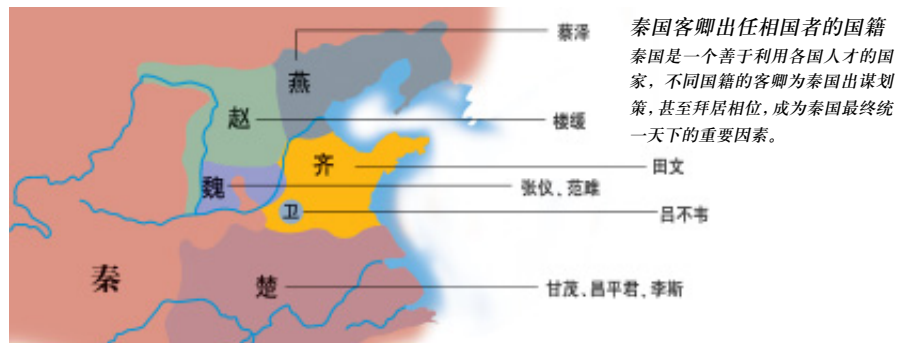 秦国客卿出任相国者的国籍
秦国是一个善于利用各国人才的国
家，不同国籍的客卿为秦国出谋划
策，甚至拜居相位，成为秦国最终统
一天下的重要因素。
蔡泽
燕
赵
楼缓
齐
田文
魏
张仪、范雎
卫
吕不韦
秦
楚
甘茂、昌平君、李斯